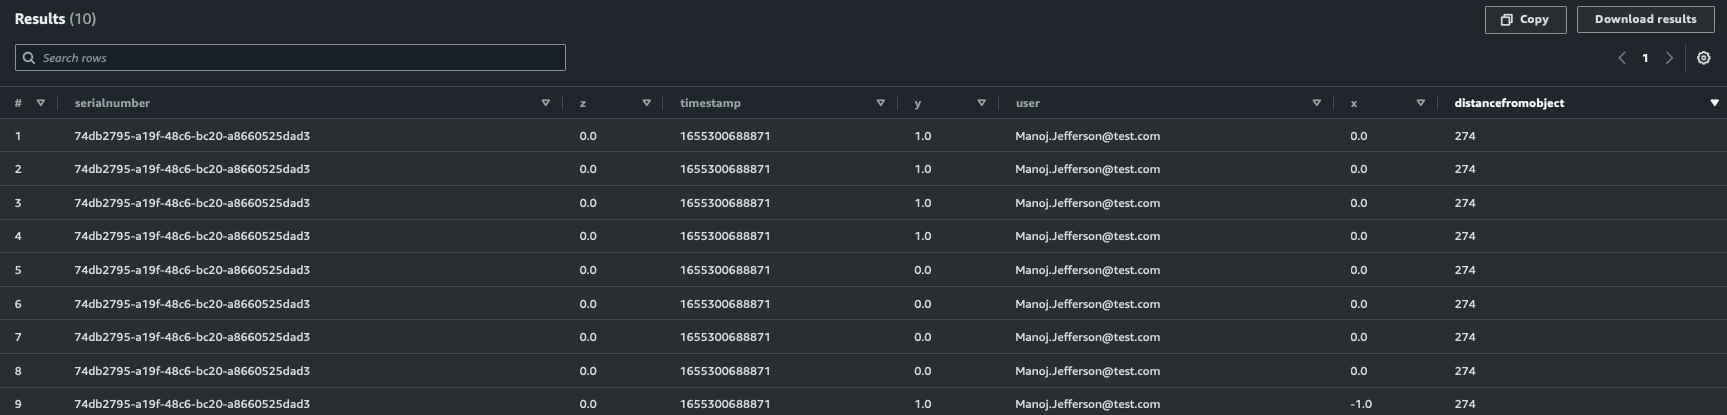 Results (10)
Copy
Download results
Search rows
1
# serialnumber z timestamp y user x distancefromobject
1 74db2795-a19f-48c6-bc20-a8660525dad3 0.0 1655300688871 1.0 Manoj.Jefferson@test.com 0.0 274
2 74db2795-a19f-48c6-bc20-a8660525dad3 0.0 1655300688871 1.0 Manoj.Jefferson@test.com 0.0 274
3 74db2795-a19f-48c6-bc20-a8660525dad3 0.0 1655300688871 1.0 Manoj.Jefferson@test.com 0.0 274
4 74db2795-a19f-48c6-bc20-a8660525dad3 0.0 1655300688871 1.0 Manoj.Jefferson@test.com 0.0 274
5 74db2795-a19f-48c6-bc20-a8660525dad3 0.0 1655300688871 0.0 Manoj.Jefferson@test.com 0.0 274
6 74db2795-a19f-48c6-bc20-a8660525dad3 0.0 1655300688871 0.0 Manoj.Jefferson@test.com 0.0 274
7 74db2795-a19f-48c6-bc20-a8660525dad3 0.0 1655300688871 0.0 Manoj.Jefferson@test.com 0.0 274
8 74db2795-a19f-48c6-bc20-a8660525dad3 0.0 1655300688871 0.0 Manoj.Jefferson@test.com 0.0 274
9 74db2795-a19f-48c6-bc20-a8660525dad3 0.0 1655300688871 1.0 Manoj.Jefferson@test.com -1.0 274